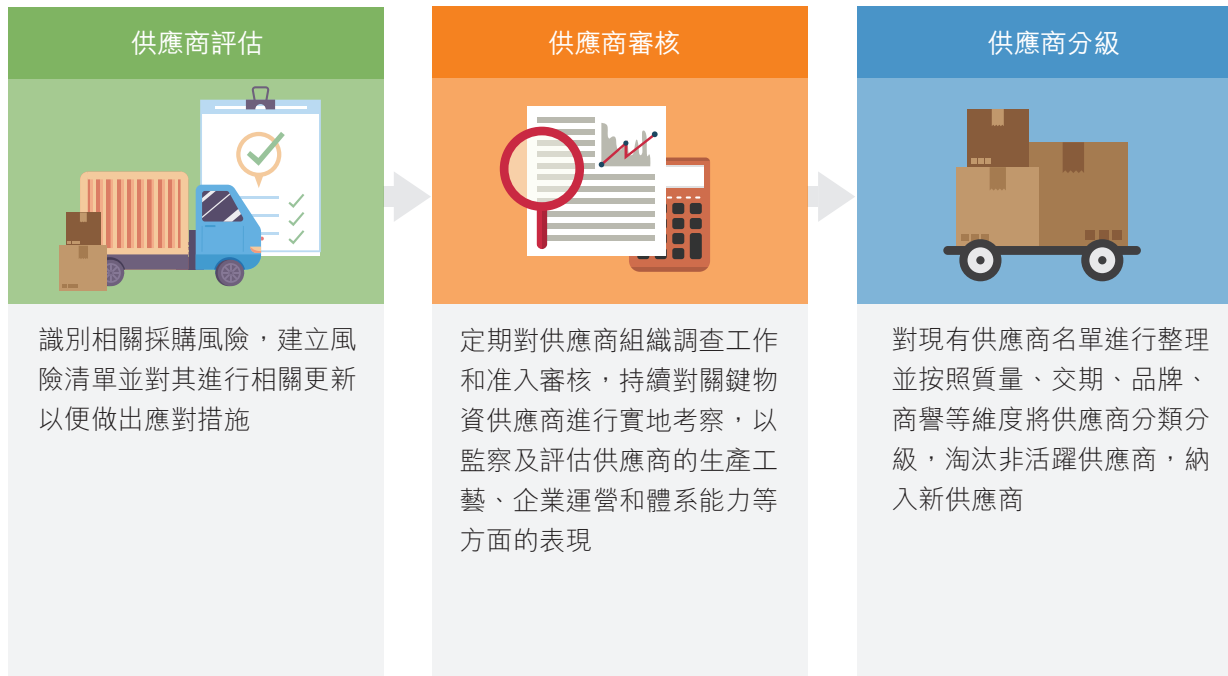 供應商評估
識別相關採購風險，建立風
險清單並對其進行相關更新
以便做出應對措施
供應商審核
定期對供應商組織調查工作
和准入審核，持續對關鍵物
資供應商進行實地考察，以
監察及評估供應商的生產工
藝、企業運營和體系能力等
方面的表現
供應商分級
對現有供應商名單進行整理
並按照質量、交期、品牌、
商譽等維度將供應商分類分
級，淘汰非活躍供應商，納
入新供應商